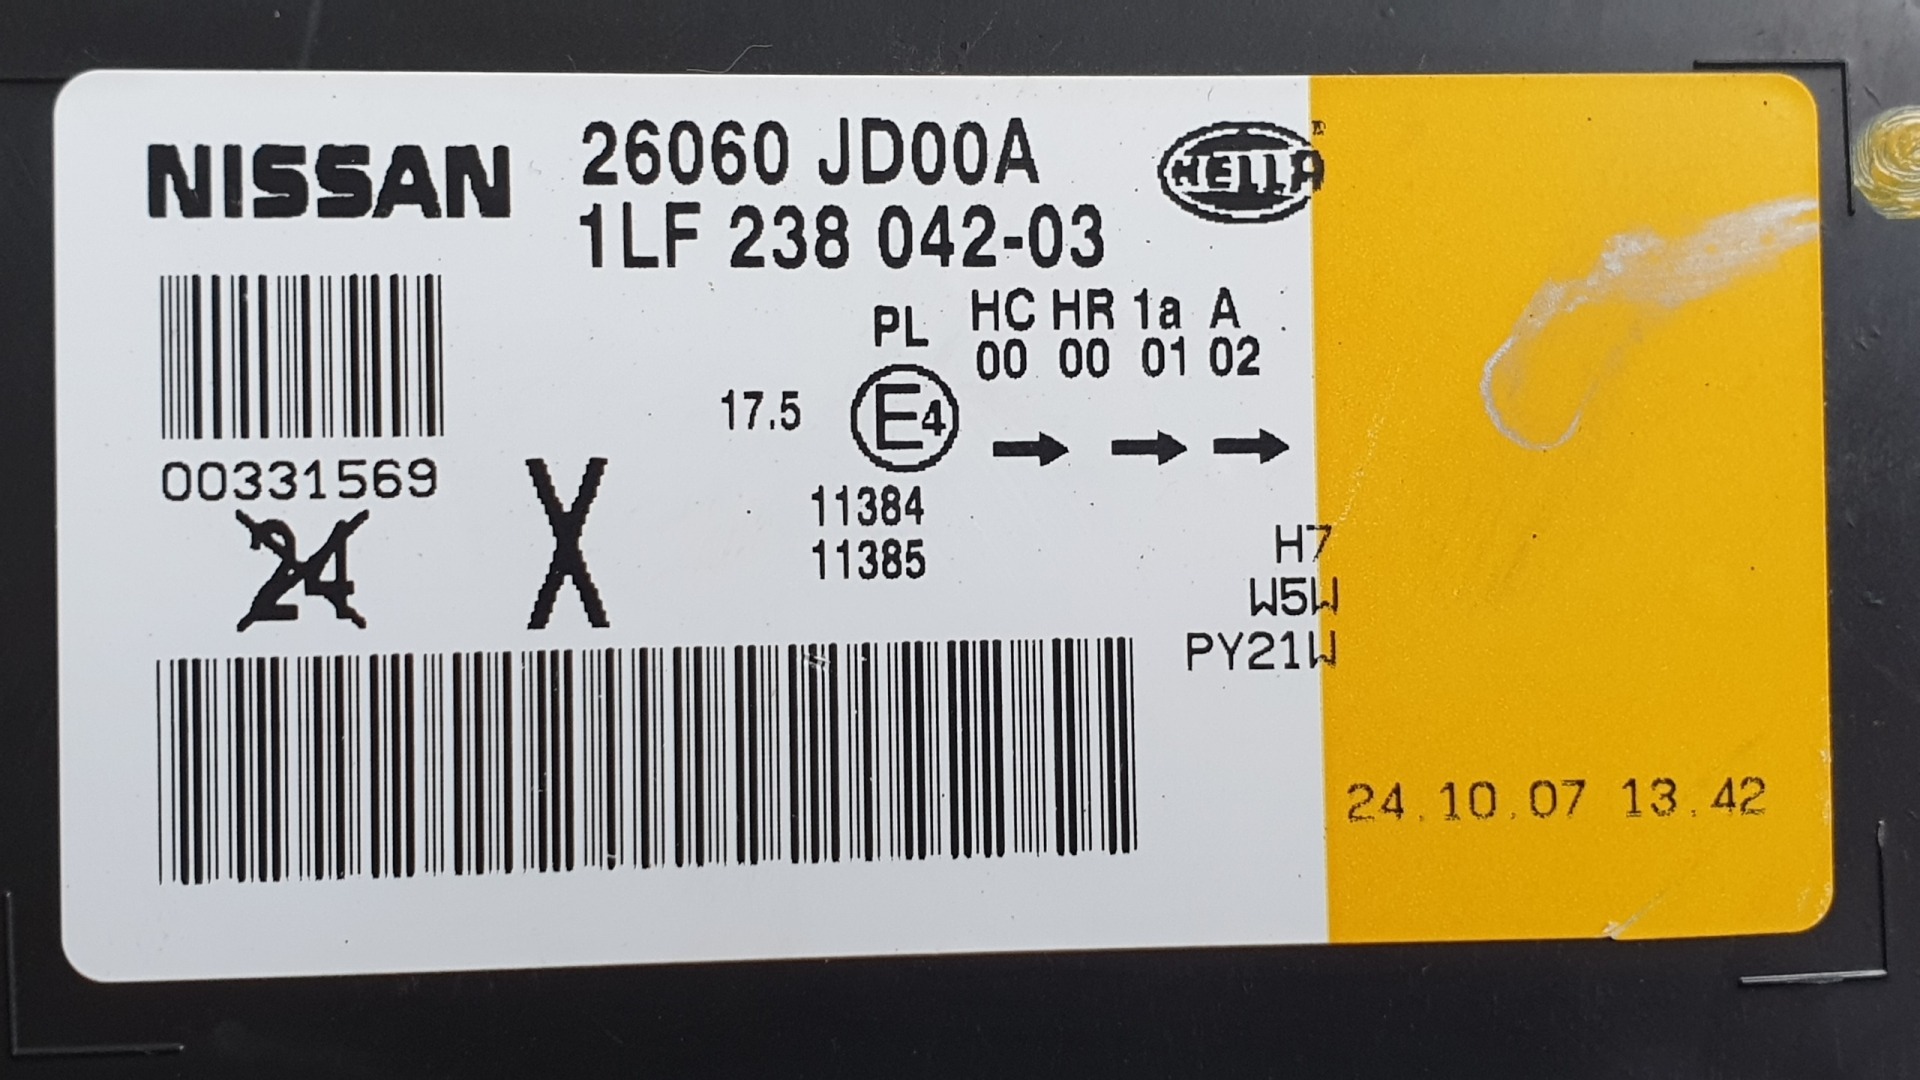 NISSAN
26060 JD00A
1LF 238 042-03
HELLA
PL
HC HR 1a A
00 00 01 02
17.5
E4
00331569
24
X
11384
11385
H7
W5W
PY21W
24.10.07 13.42